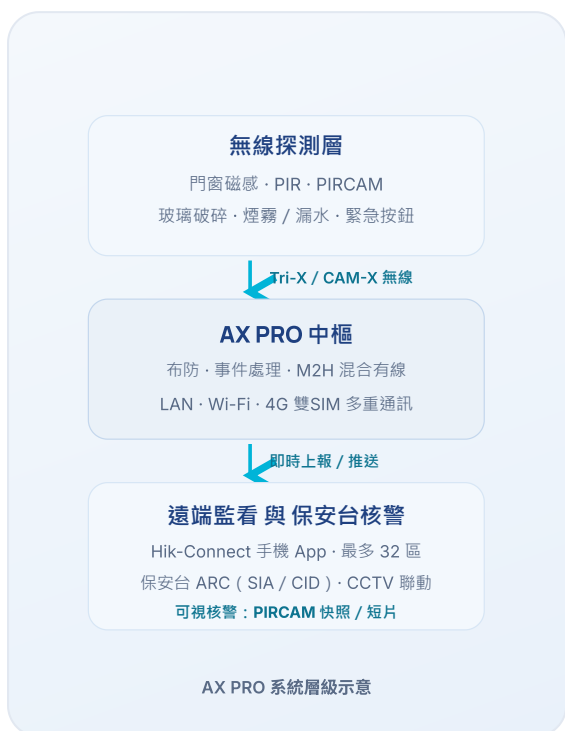 無線探測層
門窗磁感 · PIR · PIRCAM
玻璃破碎 · 煙霧 / 漏水 · 緊急按鈕
Tri-X / CAM-X 無線
AX PRO 中樞
布防 · 事件處理 · M2H 混合有線
LAN · Wi-Fi · 4G 雙SIM 多重通訊
即時上報 / 推送
遠端監看 與 保安台核警
Hik-Connect 手機 App · 最多 32 區
保安台 ARC ( SIA / CID ) · CCTV 聯動
可視核警：PIRCAM 快照 / 短片
AX PRO 系統層級示意